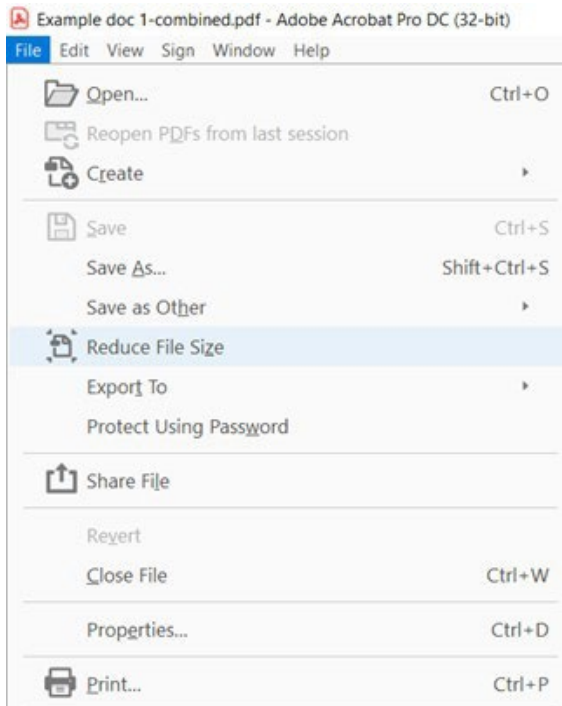 Example doc 1-combined.pdf - Adobe Acrobat Pro DC (32-bit)
File Edit View Sign Window Help
Open... Ctrl+O
Reopen PDFs from last session
Create
Save Ctrl+S
Save As... Shift+Ctrl+S
Save as Other
Reduce File Size
Export To
Protect Using Password
Share File
Revert
Close File Ctrl+W
Properties... Ctrl+D
Print... Ctrl+P